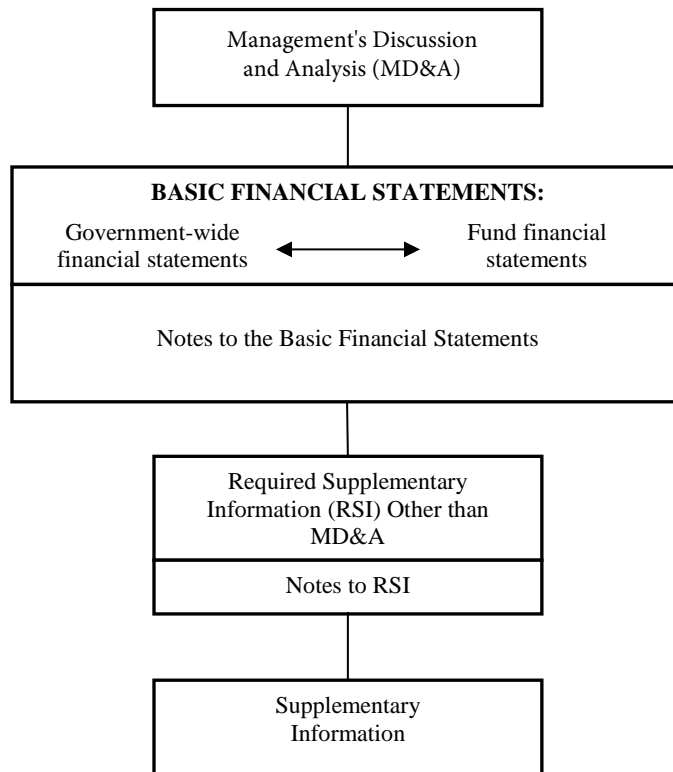 Management's Discussion
and Analysis (MD&A)
BASIC FINANCIAL STATEMENTS:
Government-wide
financial statements
Fund financial
statements
Notes to the Basic Financial Statements
Required Supplementary
Information (RSI) Other than
MD&A
Notes to RSI
Supplementary
Information